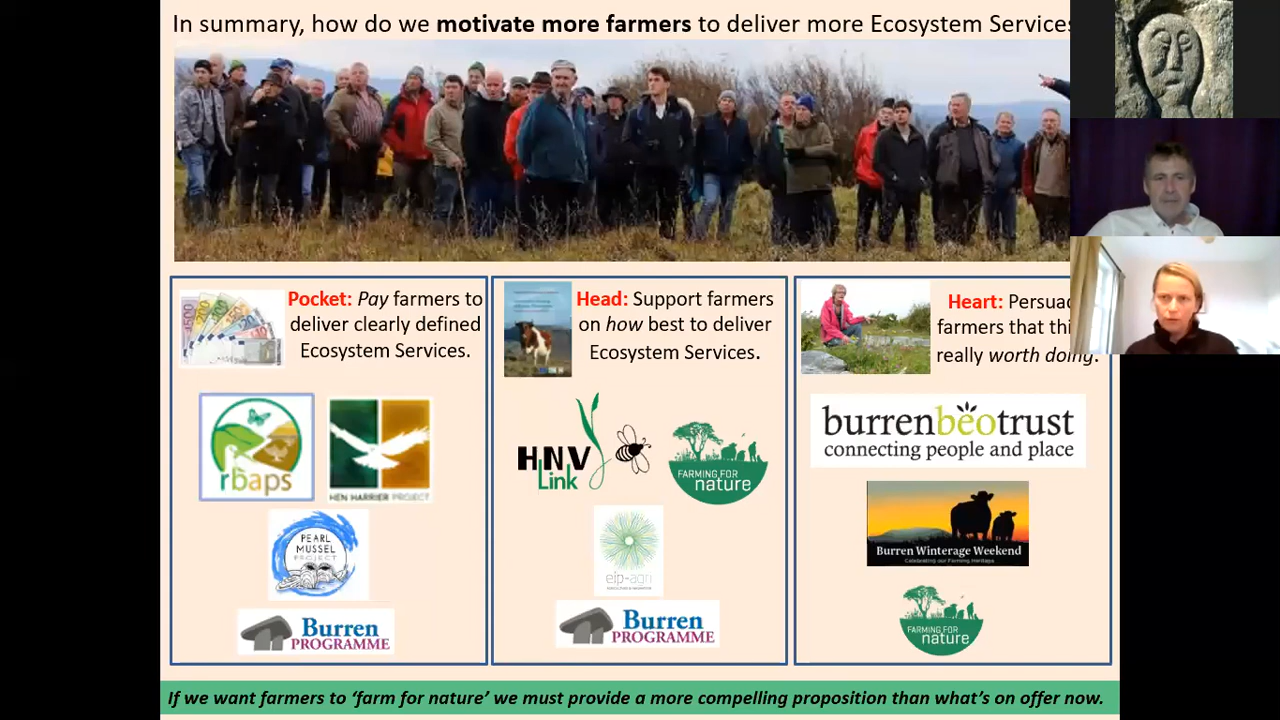 In summary, how do we motivate more farmers to deliver more Ecosystem Services
Pocket: Pay farmers to
deliver clearly defined
Ecosystem Services.
rbaps
HEN HARRIER PROJECT
PEARL
MUSSEL
PROJECT
Burren
PROGRAMME
Head: Support farmers
on how best to deliver
Ecosystem Services.
HNV
Link
FARMING FOR
nature
eip-agri
Burren
PROGRAMME
Heart: Persuad
farmers that thi
really worth doing.
burrenbeotrust
connecting people and place
Burren Winterage Weekend
Celebrating our Farming Heritage
FARMING FOR
nature
If we want farmers to ‘farm for nature’ we must provide a more compelling proposition than what’s on offer now.